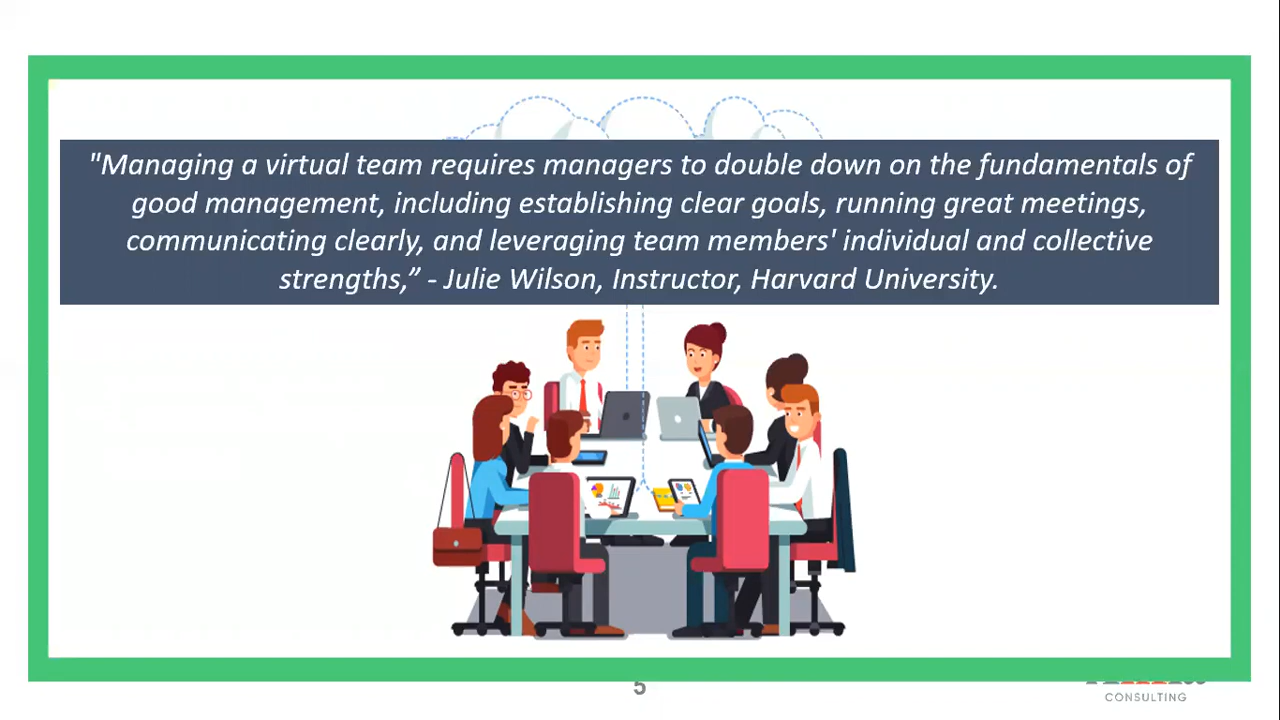 "Managing a virtual team requires managers to double down on the fundamentals of
good management, including establishing clear goals, running great meetings,
communicating clearly, and leveraging team members' individual and collective
strengths,” - Julie Wilson, Instructor, Harvard University.
5
CONSULTING